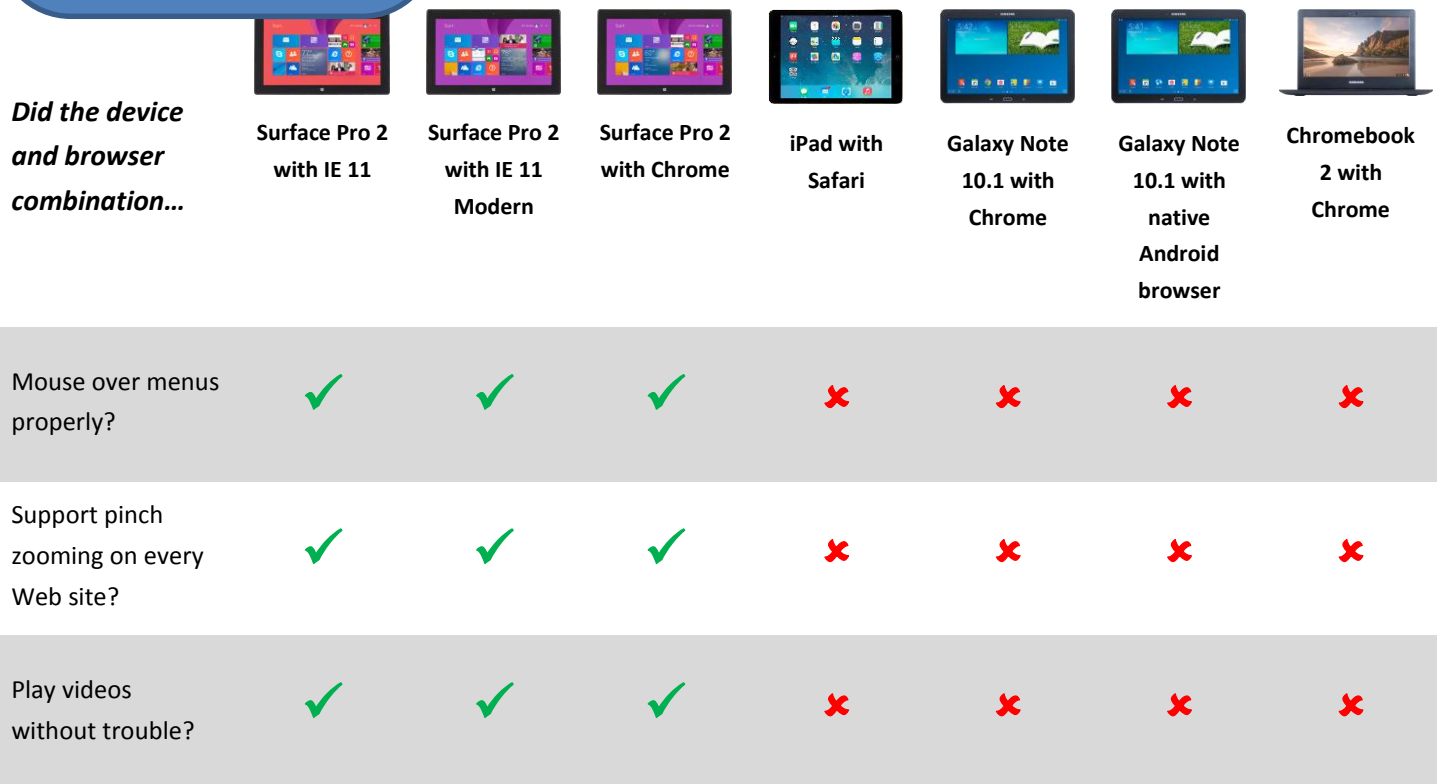 Did the device
and browser
combination…
Surface Pro 2
with IE 11
Surface Pro 2
with IE 11
Modern
Surface Pro 2
with Chrome
iPad with
Safari
Galaxy Note
10.1 with
Chrome
Galaxy Note
10.1 with
native
Android
browser
Chromebook
2 with
Chrome
Mouse over menus
properly?
Support pinch
zooming on every
Web site?
Play videos
without trouble?